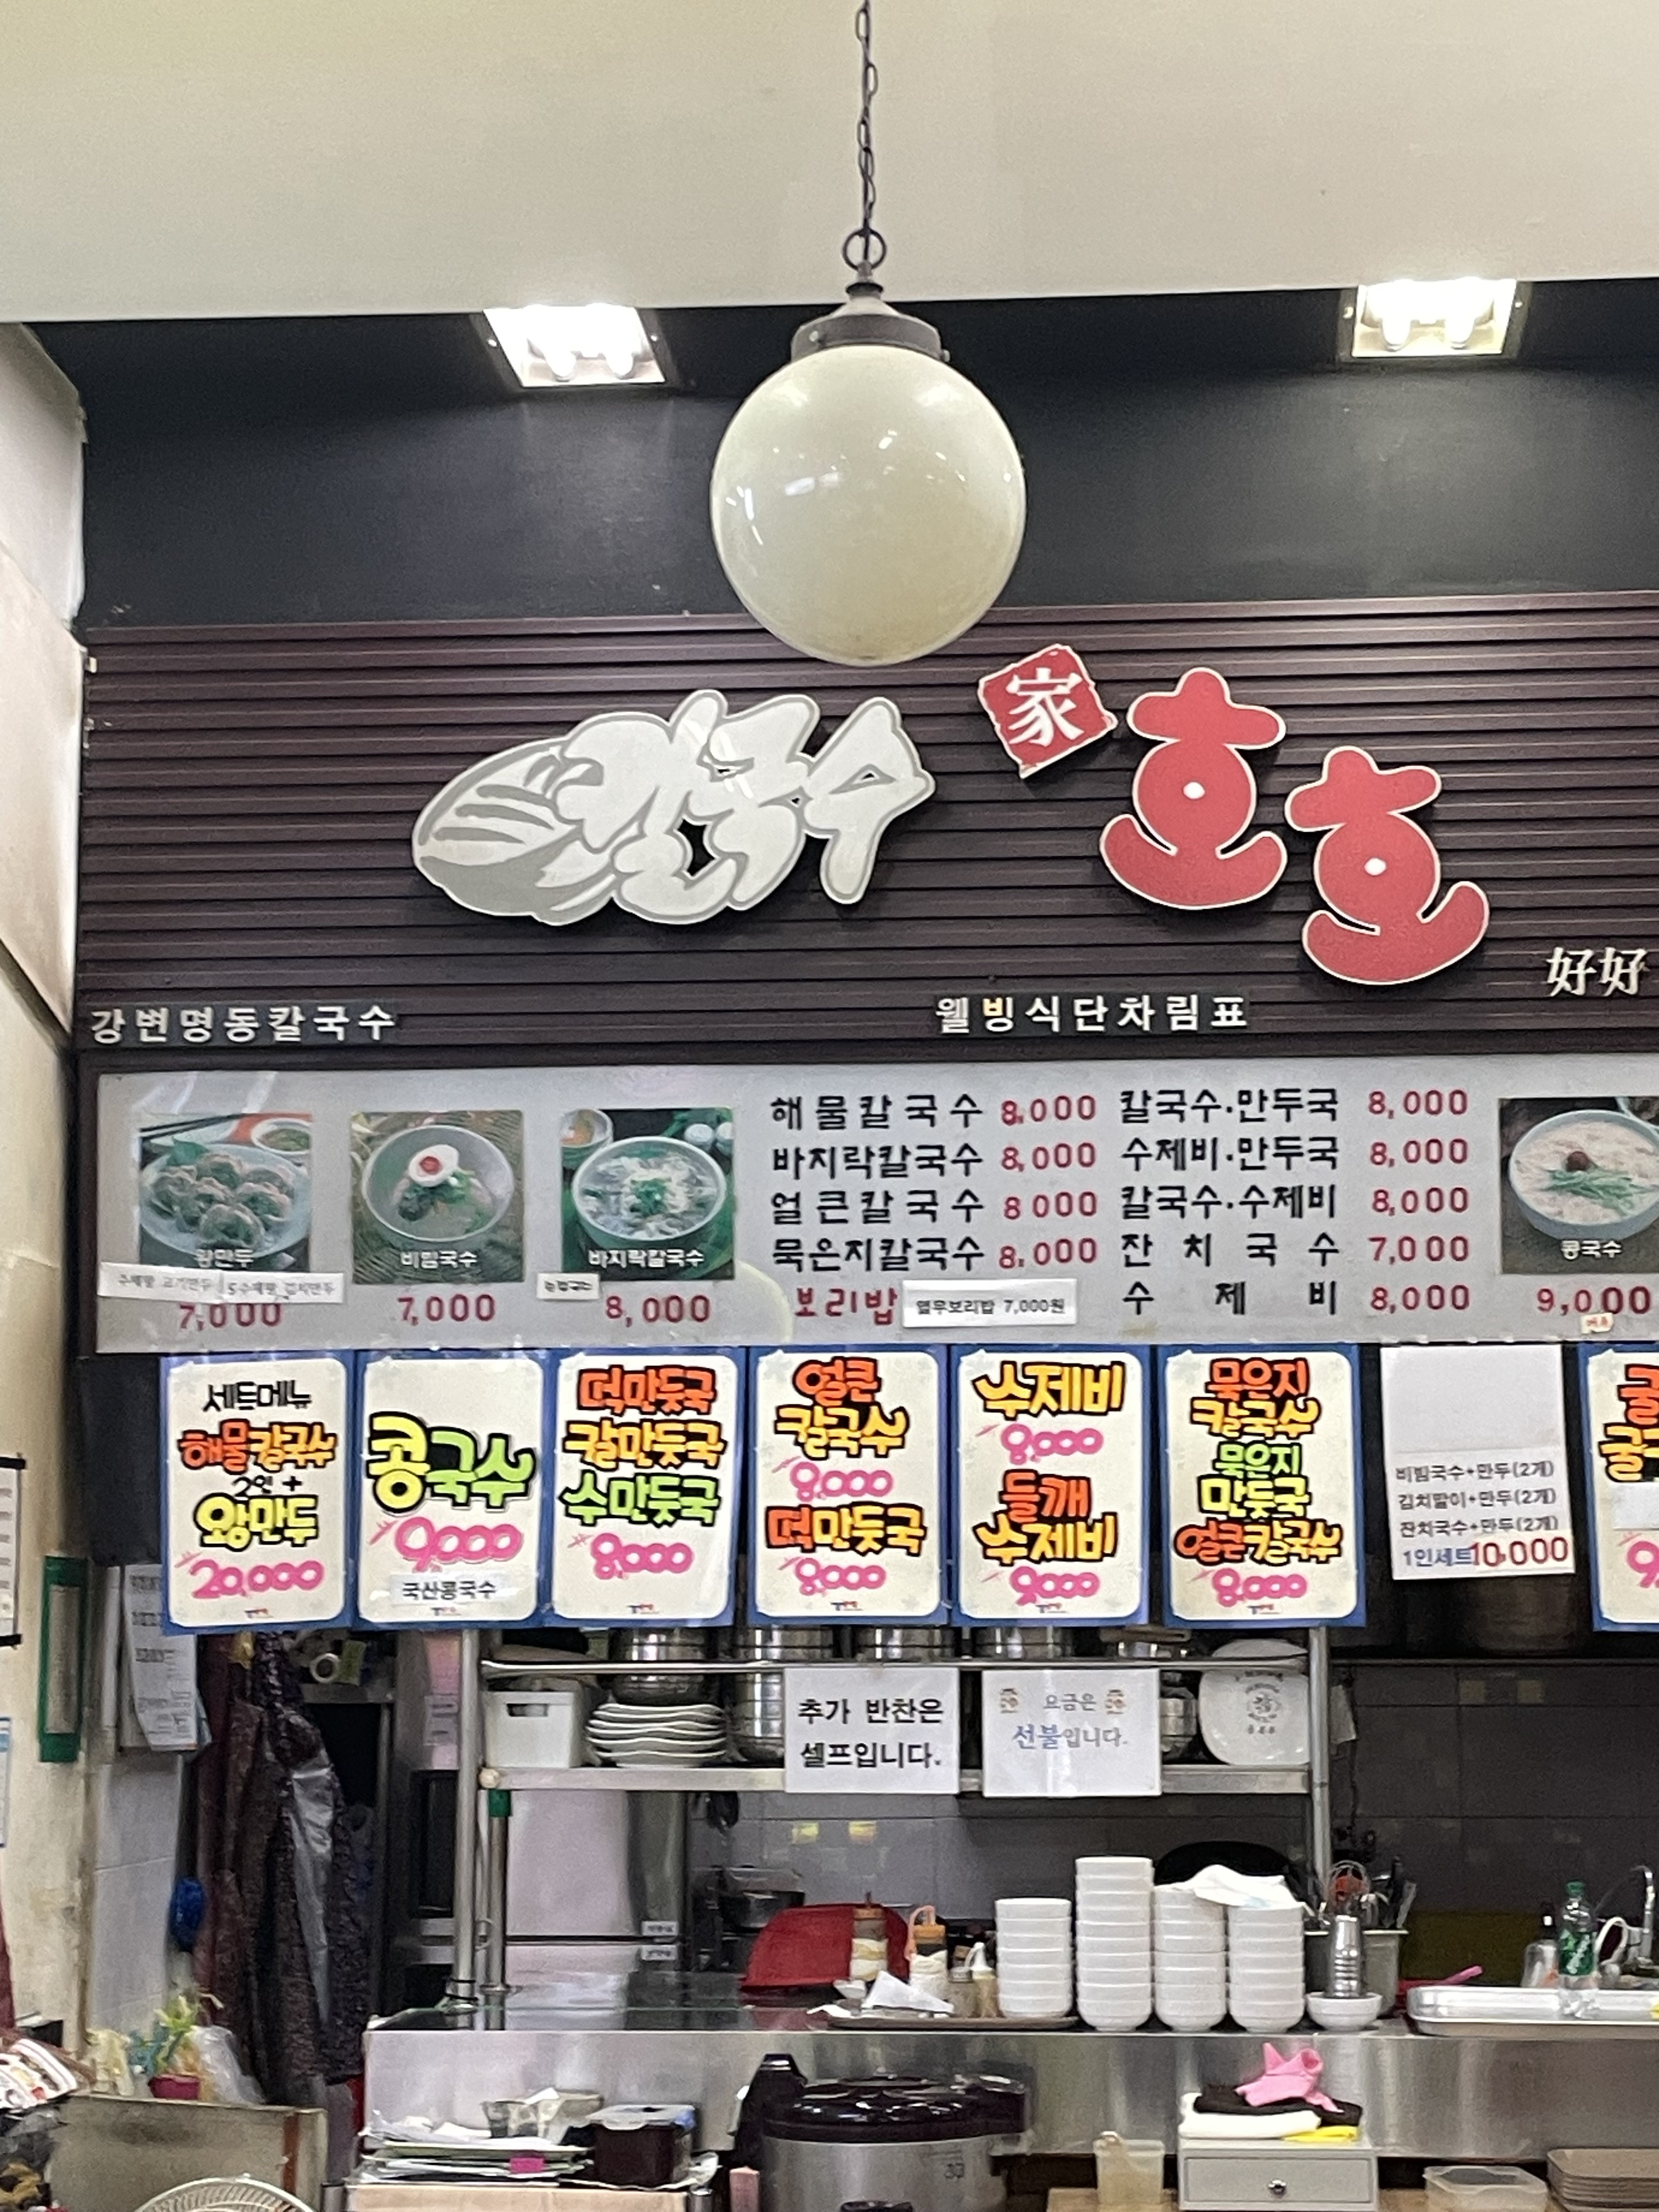 칼국수
家
호호
好好
강변명동칼국수
웰빙식단차림표
왕만두
7,000
비빔국수
7,000
바지락칼국수
8,000
해물칼국수 8,000
바지락칼국수 8,000
얼큰칼국수 8000
묵은지칼국수 8,000
보리밥 열무보리밥 7,000원
칼국수·만두국 8,000
수제비·만두국 8,000
칼국수·수제비 8,000
잔치국수 7,000
수제비 8,000
콩국수
9,000
세트메뉴
해물칼국수
2인 +
왕만두
20,000
콩국수
9000
국산콩국수
떡만둣국
칼만둣국
수만둣국
8,000
얼큰
칼국수
8,000
떡만둣국
8,000
수제비
8,000
들깨
수제비
9,000
묵은지
칼국수
묵은지
만둣국
얼큰칼국수
8,000
비빔국수+만두(2개)
김치말이+만두(2개)
잔치국수+만두(2개)
1인세트10,000
굴
추가 반찬은
셀프입니다.
요금은
선불입니다.